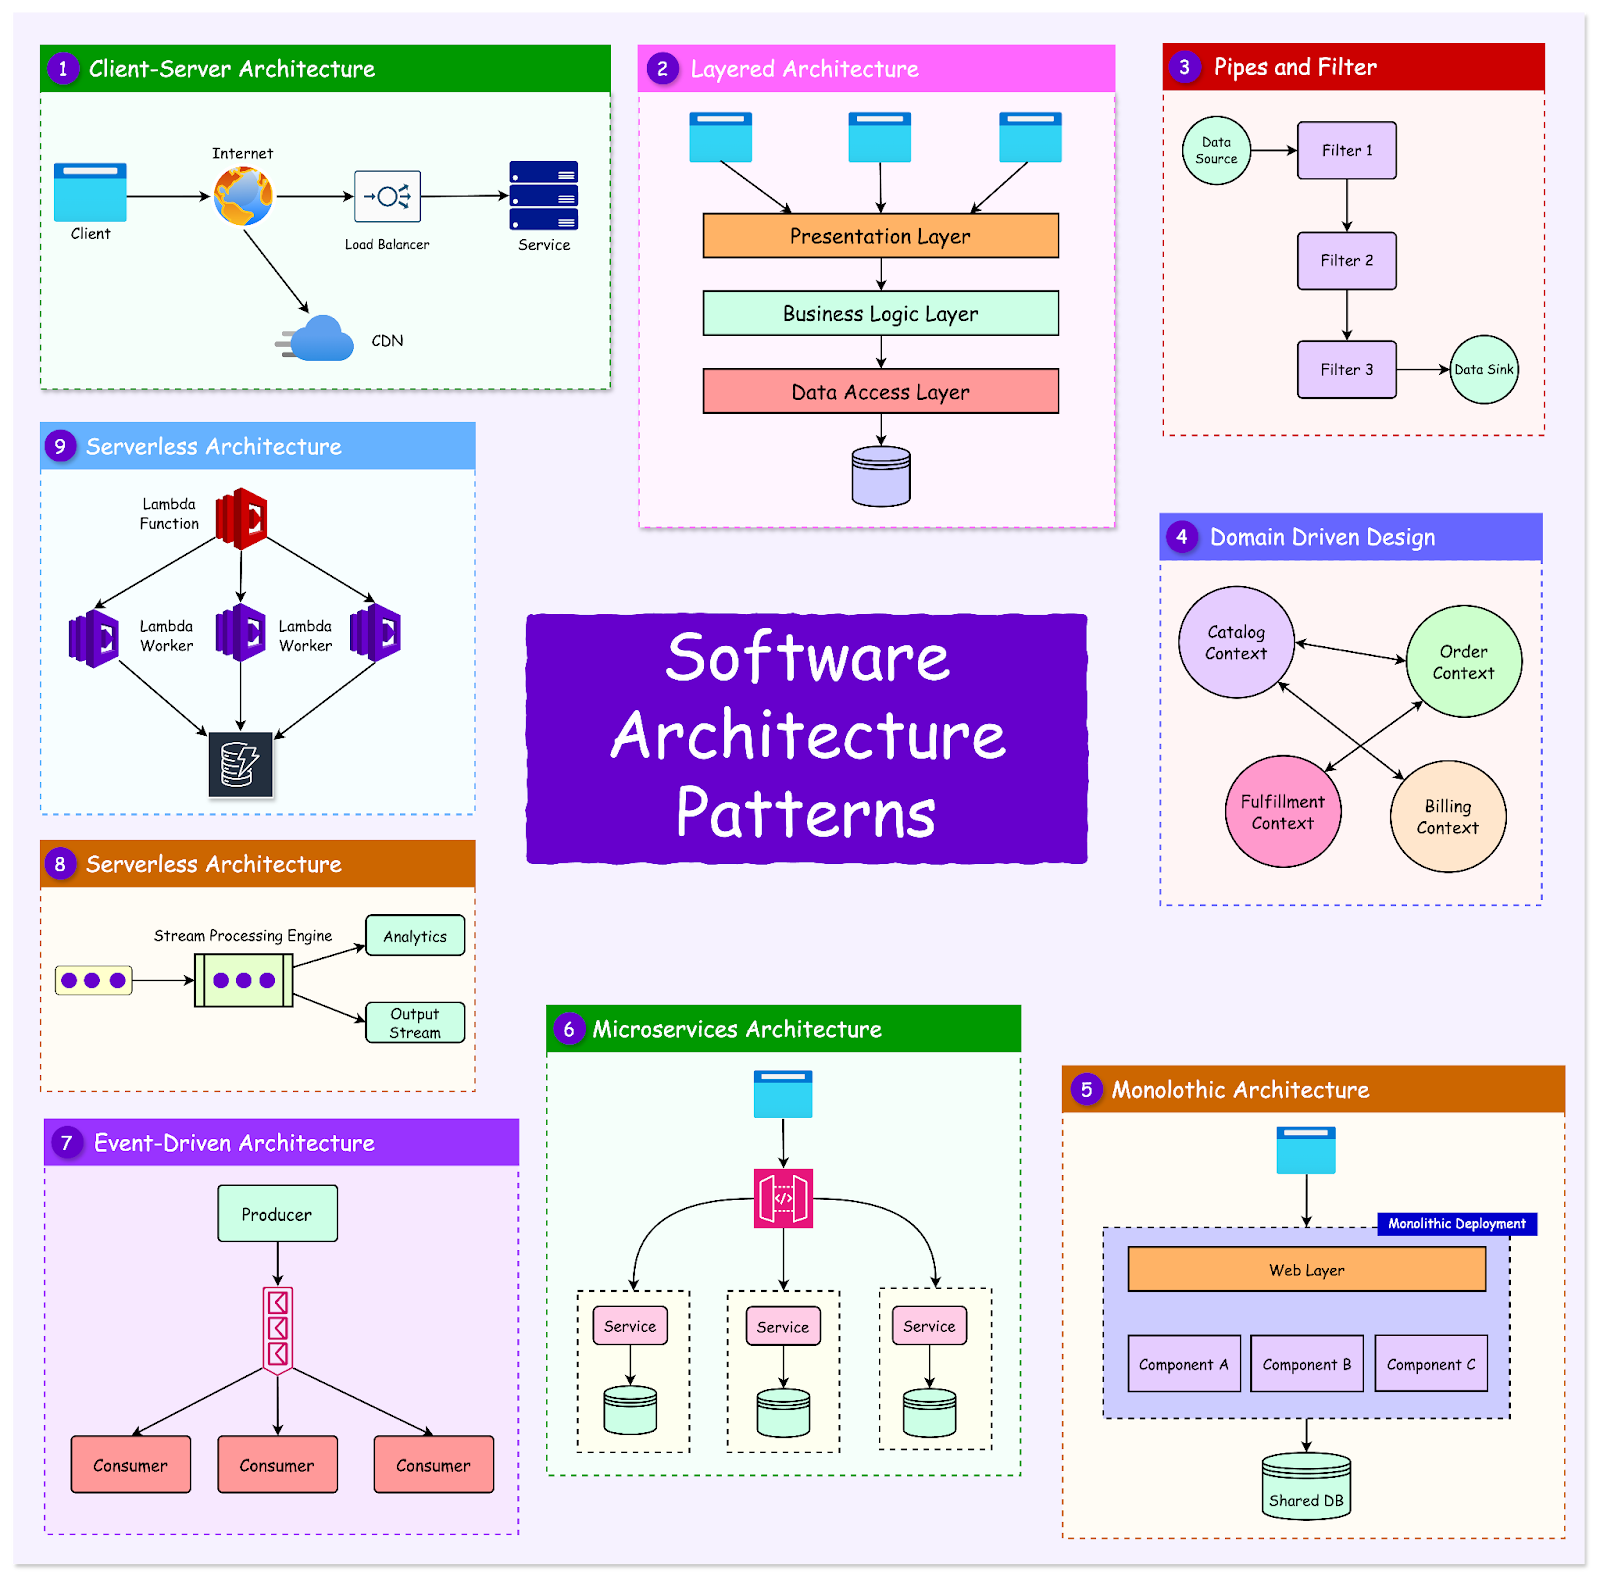 1 Client-Server Architecture
Internet
Client
Load Balancer
Service
CDN
2 Layered Architecture
Presentation Layer
Business Logic Layer
Data Access Layer
3 Pipes and Filter
Data
Source
Filter 1
Filter 2
Filter 3
Data Sink
9 Serverless Architecture
Lambda
Function
Lambda
Worker
Lambda
Worker
4 Domain Driven Design
Catalog
Context
Order
Context
Fulfillment
Context
Billing
Context
Software
Architecture
Patterns
8 Serverless Architecture
Stream Processing Engine
Analytics
Output
Stream
7 Event-Driven Architecture
Producer
Consumer
Consumer
Consumer
6 Microservices Architecture
</>
Service
Service
Service
5 Monolothic Architecture
Monolithic Deployment
Web Layer
Component A
Component B
Component C
Shared DB